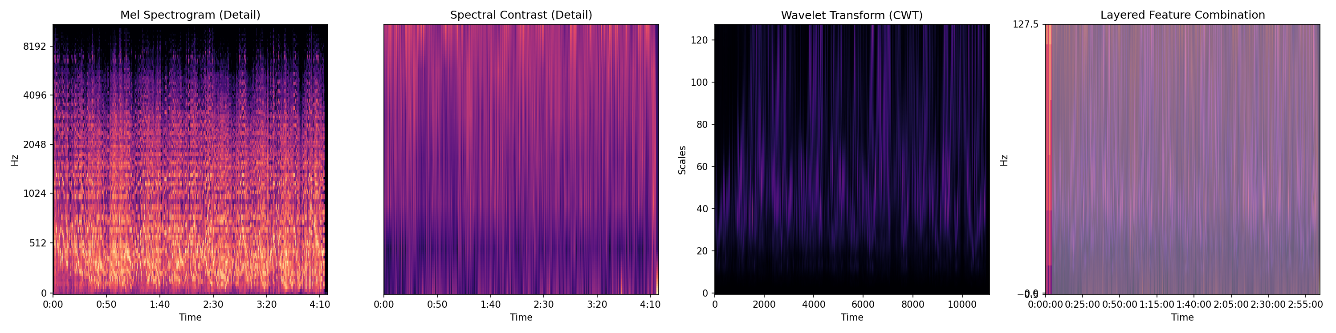 Mel Spectrogram (Detail)
Hz
8192
4096
2048
1024
512
0
0:00 0:50 1:40 2:30 3:20 4:10
Time
Spectral Contrast (Detail)
0:00 0:50 1:40 2:30 3:20 4:10
Time
Wavelet Transform (CWT)
Scales
120
100
80
60
40
20
0
0 2000 4000 6000 8000 10000
Time
Layered Feature Combination
Hz
127.5
0:00:00 0:25:00 0:50:00 1:15:00 1:40:00 2:05:00 2:30:00 2:55:00
Time